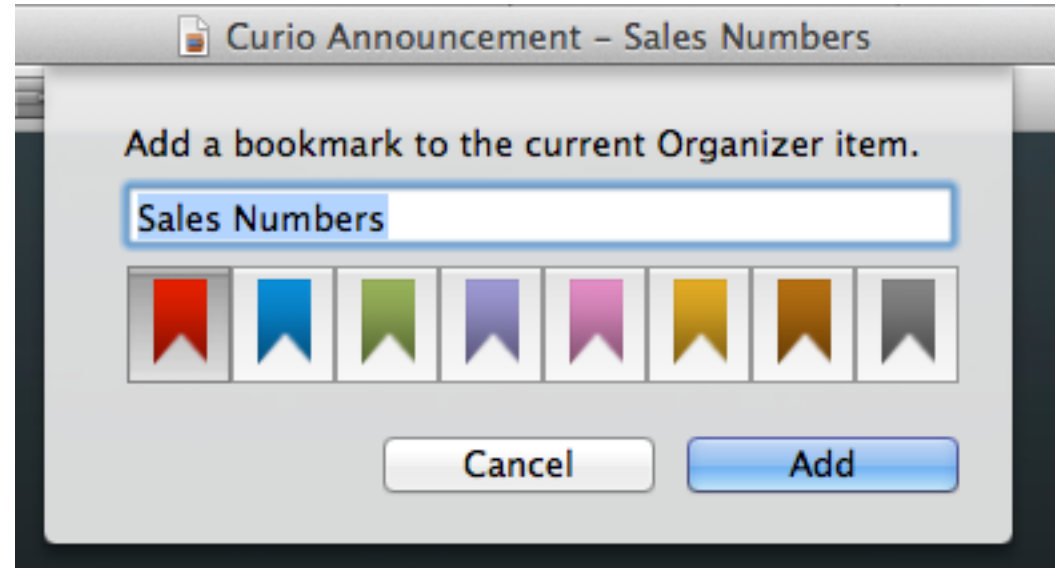 Curio Announcement – Sales Numbers
Add a bookmark to the current Organizer item.
Sales Numbers
Cancel Add